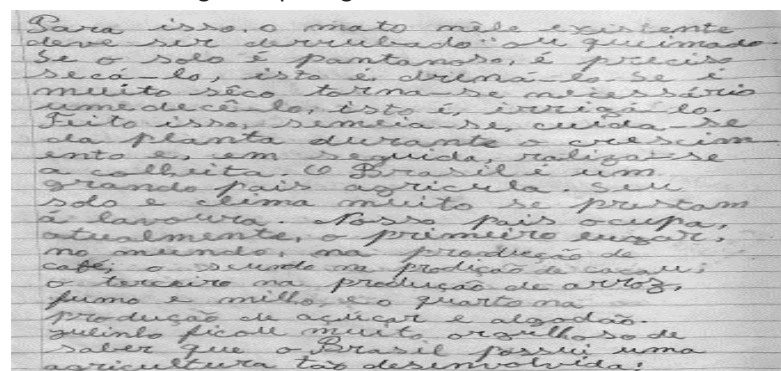 Para isso, o mato nêle existente
deve ser derrubado ou queimado
Se o solo é pantanoso, é preciso
secá-lo, isto é, drená-lo. Se é
muito sêco torna-se necessário
umedecê-lo, isto é, irrigá-lo.
Feito isso, semeia-se, cuida-se
da planta durante o crescim
ento e, em seguida, realiza-se
a colheita. O Brasil é um
grande país agricula. Seu
solo e clima muito se prestam
á lavoura. Nosso país ocupa,
atualmente, o primeiro lugar,
no mundo, na produção de
café, o segundo na produção de cacau;
o terceiro na produção de arroz,
fumo e milho, e o quarto na
produção de açúcar e algodão.
ficou muito orgulhoso de
saber que o Brasil possui uma
agricultura tão desenvolvida;